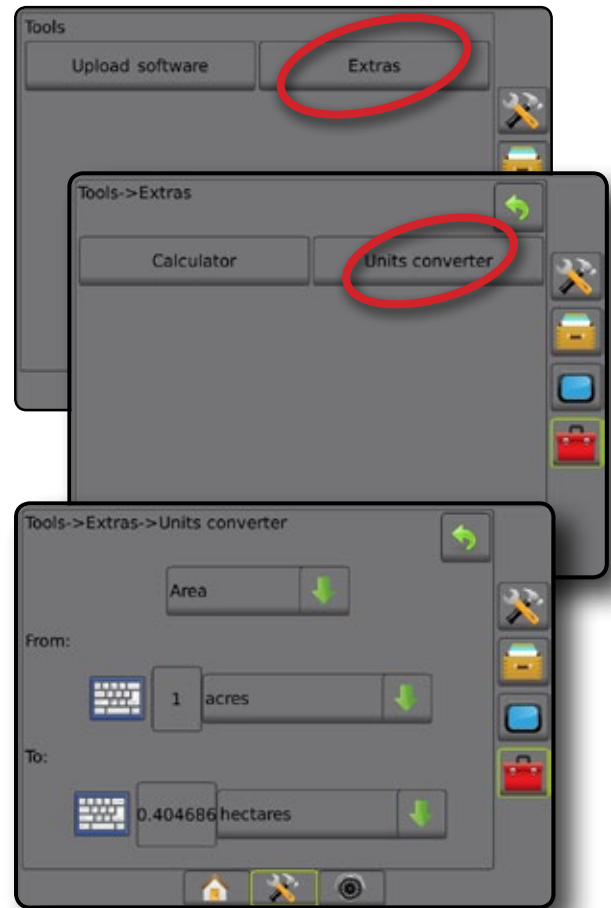 Tools
Upload software Extras
Tools->Extras
Calculator Units converter
Tools->Extras->Units converter
Area
From:
1 acres
To:
0.404686 hectares